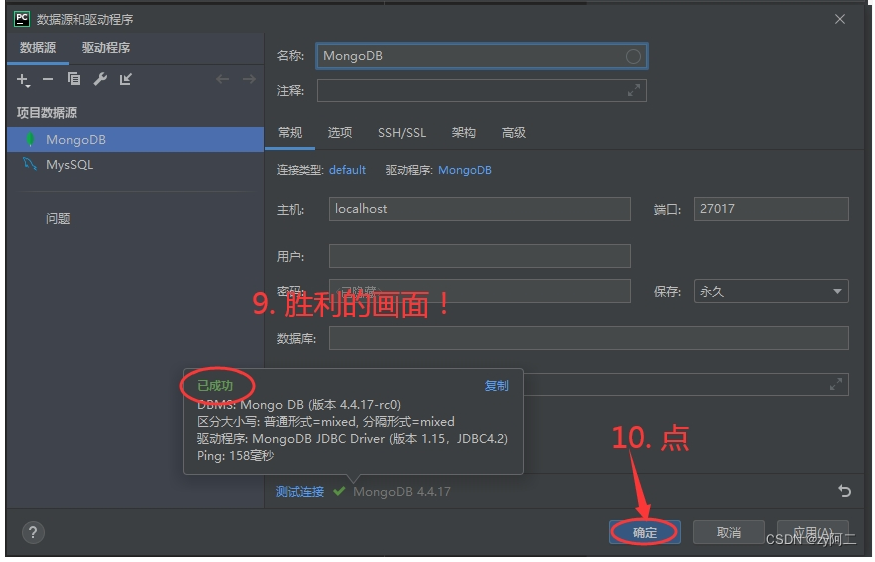 PC 数据源和驱动程序
数据源 驱动程序
名称: MongoDB
注释:
项目数据源
MongoDB
MysSQL
问题
常规 选项 SSH/SSL 架构 高级
连接类型: default 驱动程序: MongoDB
主机: localhost 端口: 27017
用户:
密码: <已隐藏> 保存: 永久
9. 胜利的画面！
数据库:
已成功 复制
DBMS: Mongo DB (版本 4.4.17-rc0)
区分大小写: 普通形式=mixed, 分隔形式=mixed
驱动程序: MongoDB JDBC Driver (版本 1.15，JDBC4.2)
Ping: 158毫秒
10. 点
测试连接 MongoDB 4.4.17
? 确定 取消 应用(A)
CSDN @zy阿二